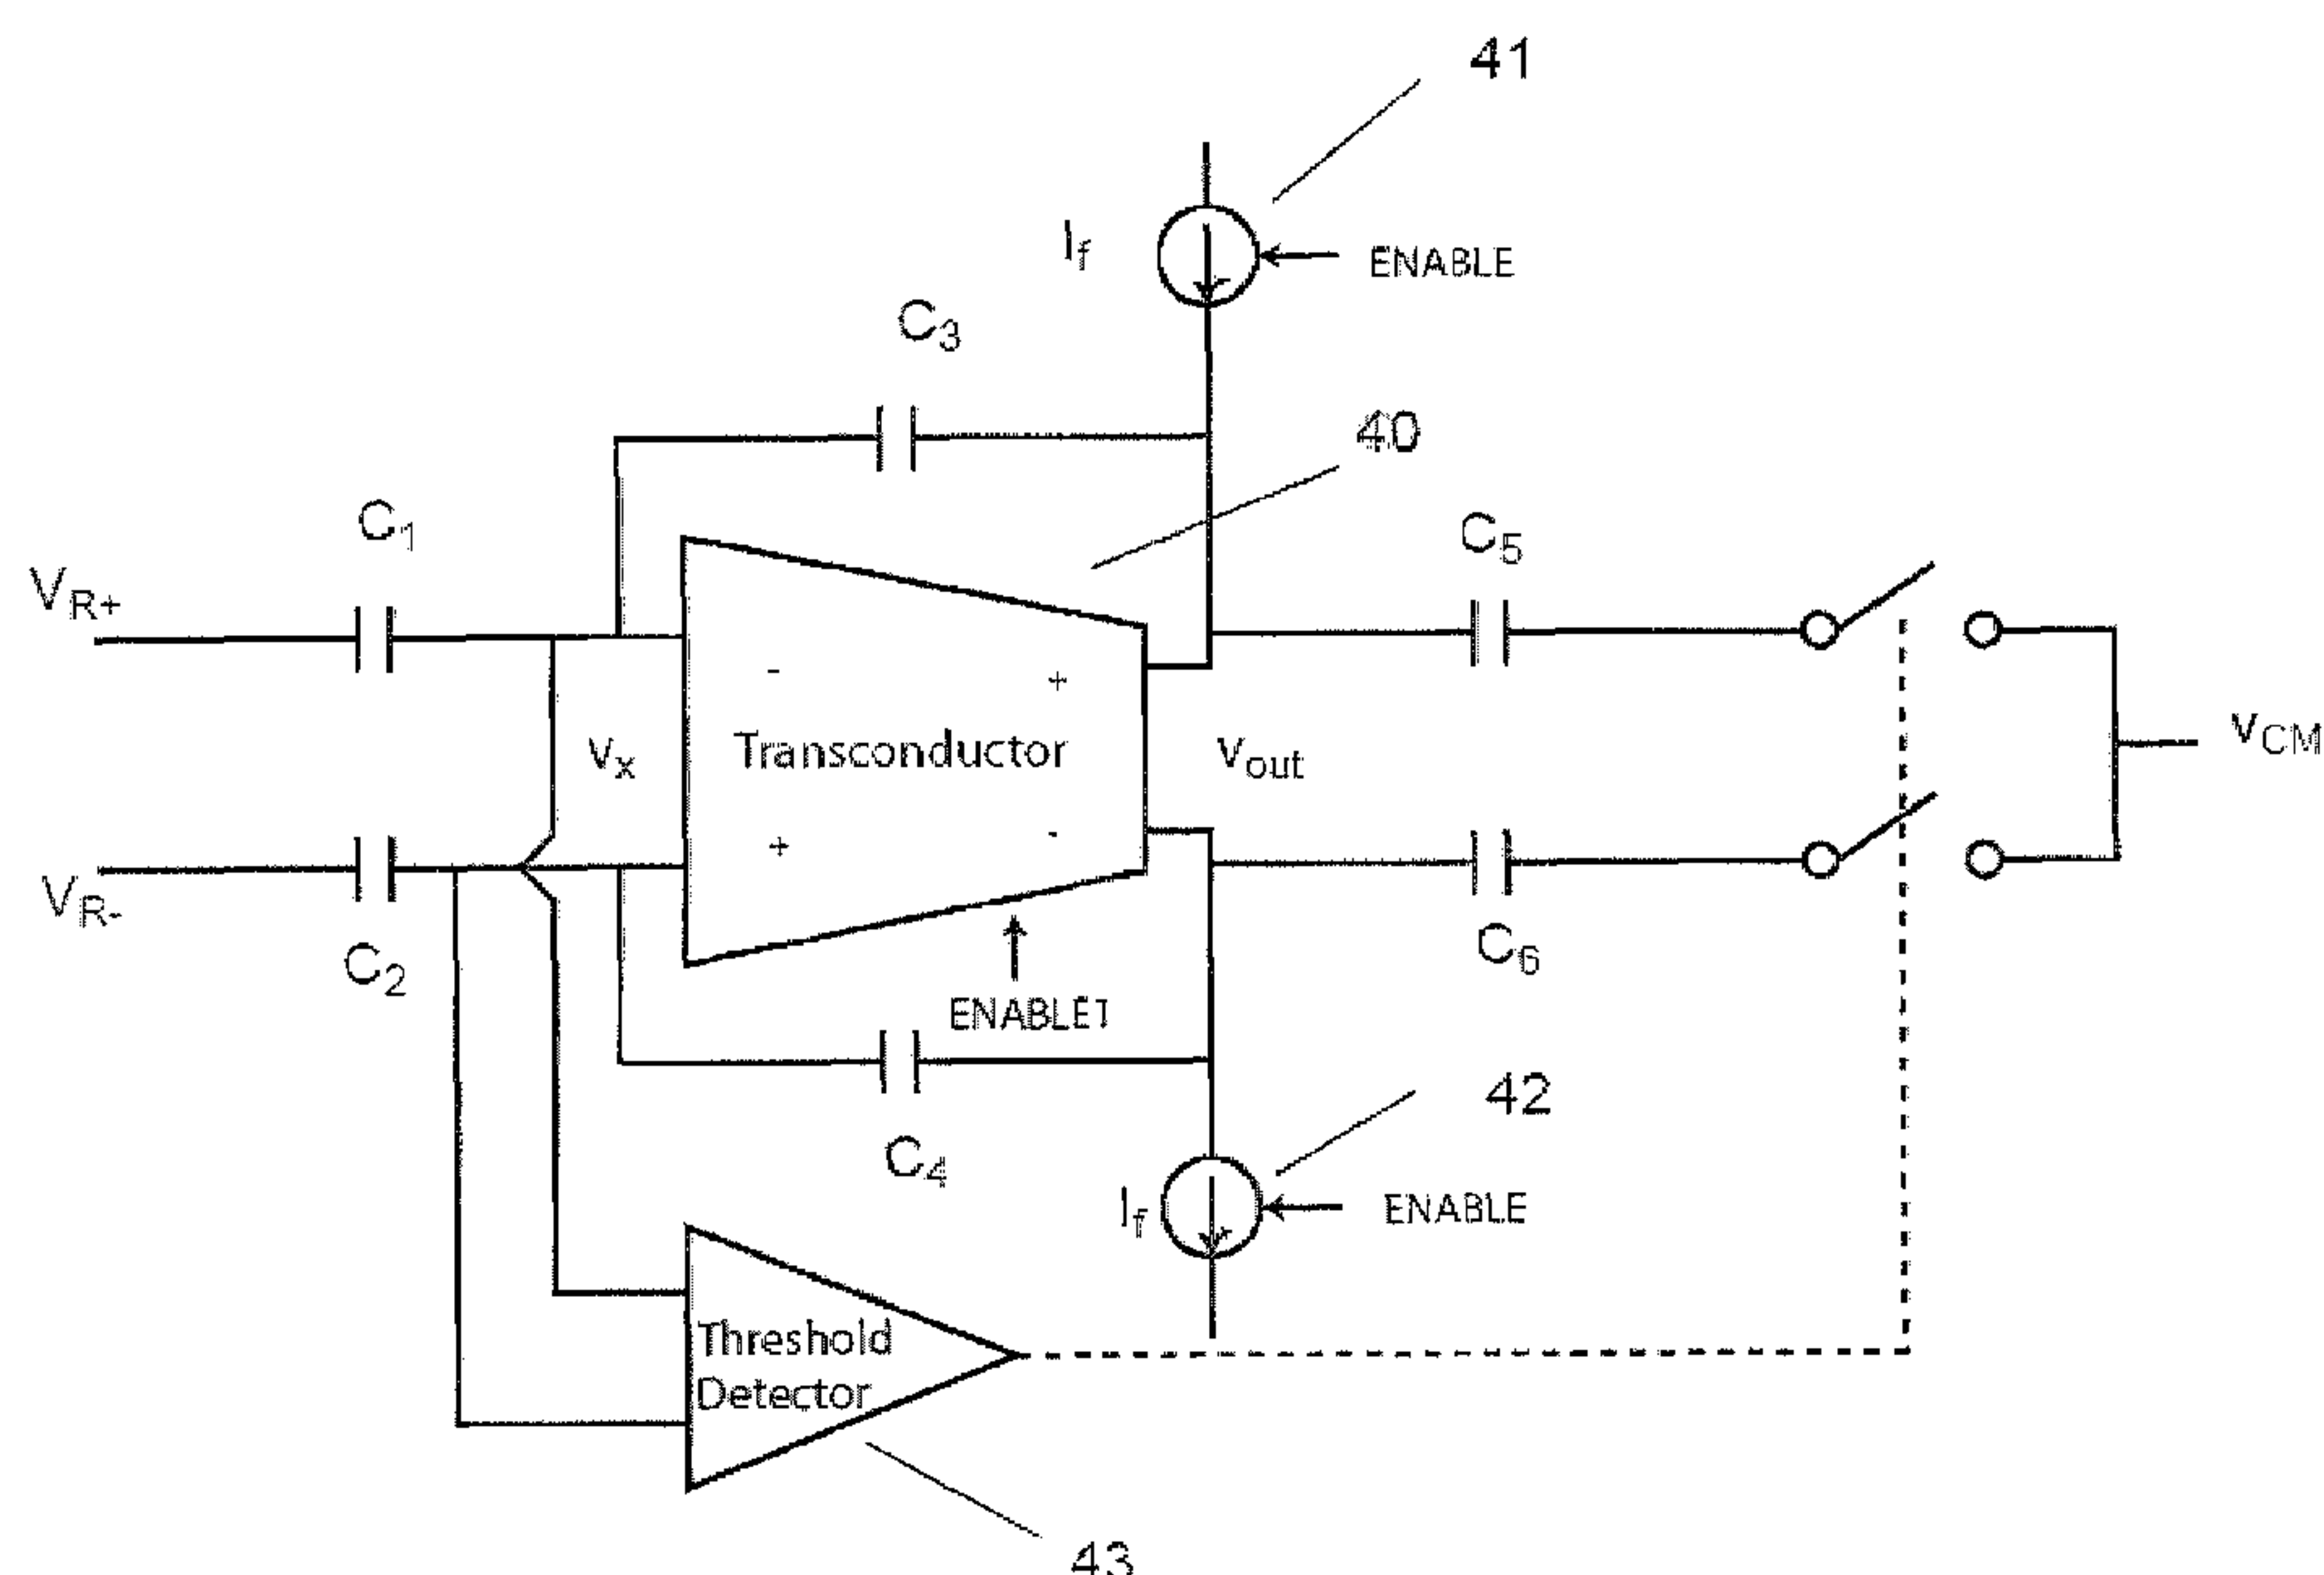 41
I_f
ENABLE
C_3
40
C_1
C_5
V_R+
- +
v_x
Transconductor
v_out
v_CM
+ -
V_R-
C_2
C_6
ENABLET
42
C_4
I_f
ENABLE
Threshold
Detector
43